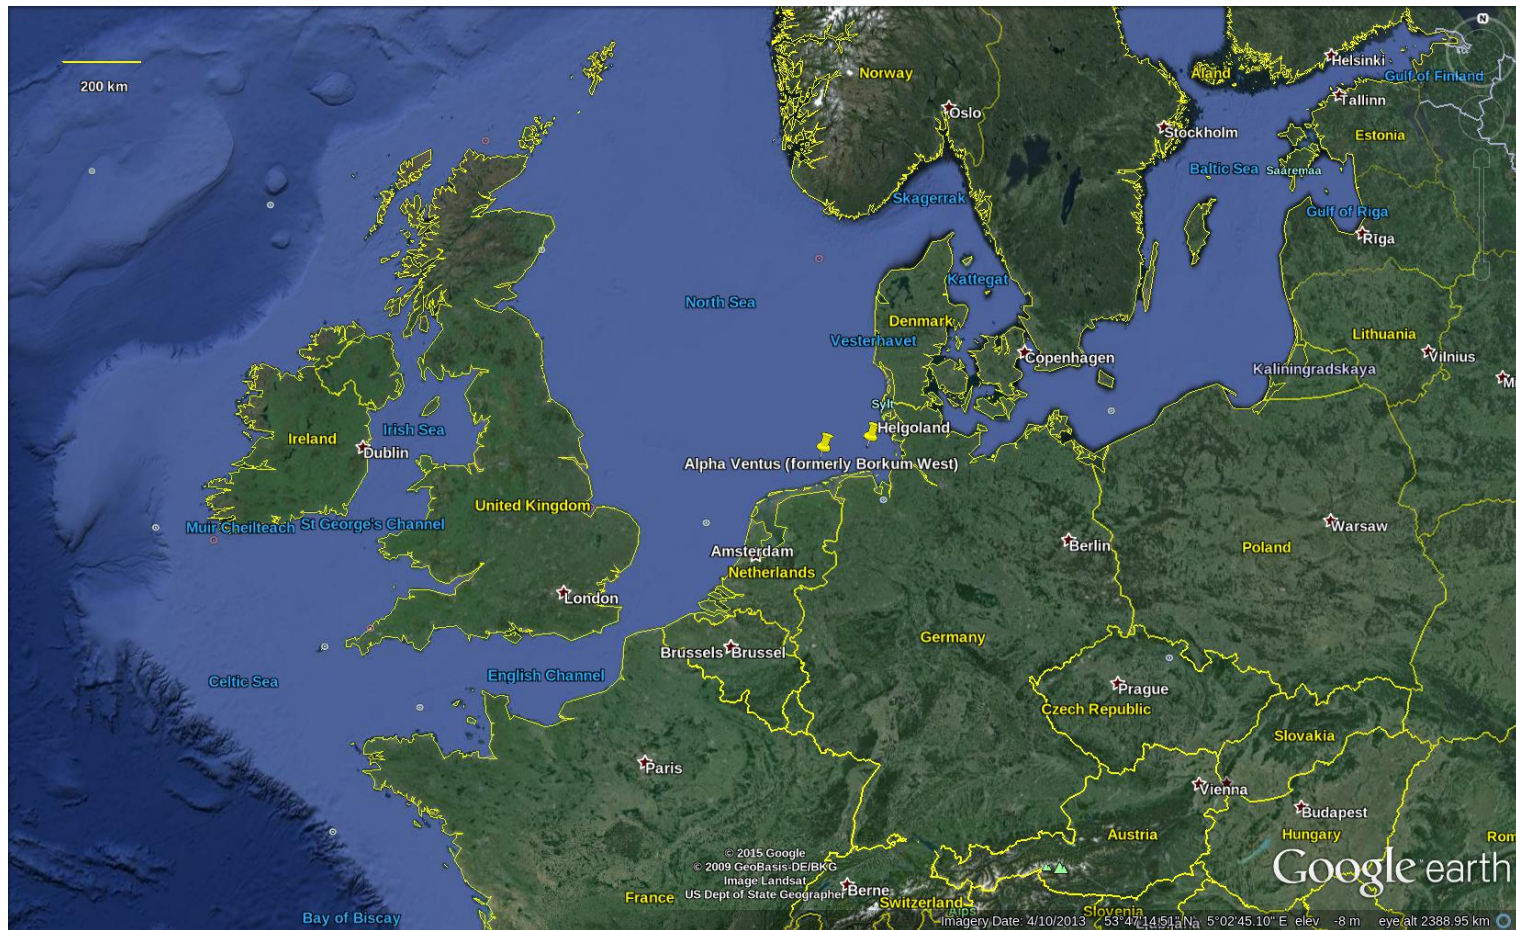 N
Helsinki
Norway
Åland
Gulf of Finland
200 km
Tallinn
Oslo
Stockholm
Estonia
Baltic Sea
Saaremaa
Skagerrak
Gulf of Riga
Rīga
Kattegat
North Sea
Denmark
Vesterhavet
Lithuania
Copenhagen
Vilnius
Kaliningradskaya
Sylt
Helgoland
Irish Sea
Ireland
Dublin
Alpha Ventus (formerly Borkum West)
United Kingdom
Muir Cheilteach
St George's Channel
Warsaw
Amsterdam
Berlin
Poland
Netherlands
London
Germany
Brussels-Brussel
English Channel
Celtic Sea
Prague
Czech Republic
Slovakia
Paris
Vienna
Budapest
Austria
Hungary
© 2015 Google
© 2009 GeoBasis-DE/BKG
Image Landsat
US Dept of State Geographer
Google earth
Berne
France
Switzerland
Alps
Slovenia
Bay of Biscay
Imagery Date: 4/10/2013 53°47'14.51" N 5°02'45.10" E elev -8 m eye alt 2388.95 km